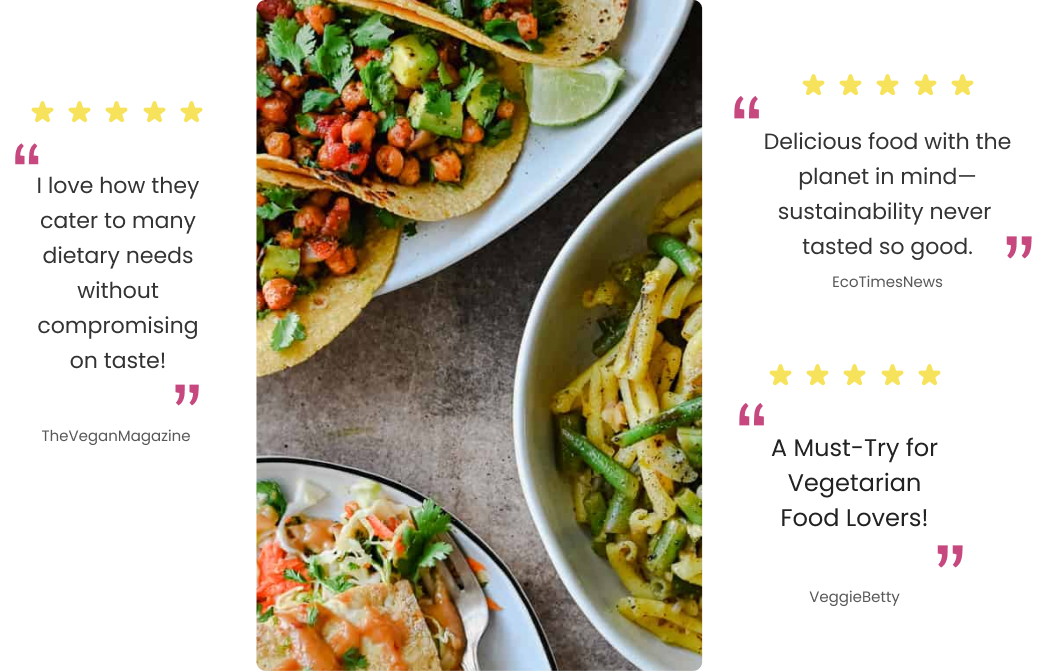 “
I love how they
cater to many
dietary needs
without
compromising
on taste!
”
TheVeganMagazine
“
Delicious food with the
planet in mind—
sustainability never
tasted so good.
”
EcoTimesNews
“
A Must-Try for
Vegetarian
Food Lovers!
”
VeggieBetty